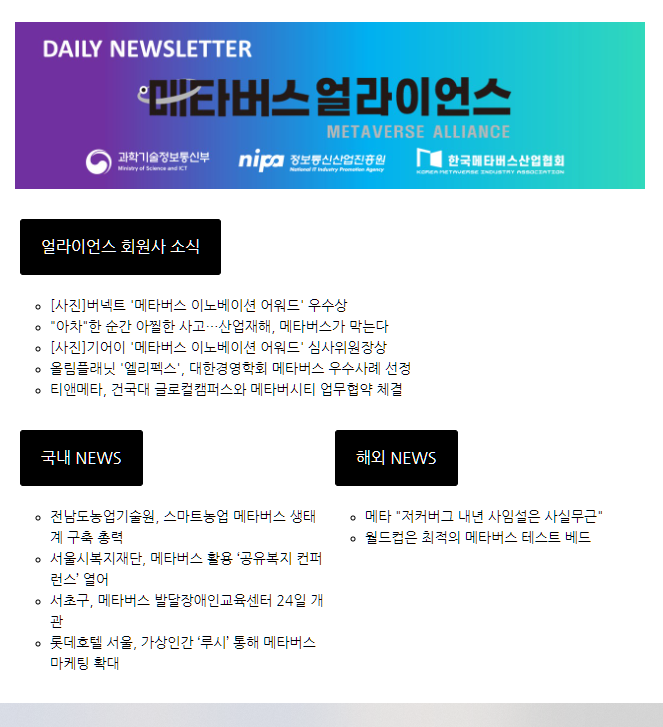 DAILY NEWSLETTER
메타버스 얼라이언스
METAVERSE ALLIANCE
과학기술정보통신부
Ministry of Science and ICT
nipa 정보통신산업진흥원
National IT Industry Promotion Agency
한국메타버스산업협회
KOREA METAVERSE INDUSTRY ASSOCIATION
얼라이언스 회원사 소식
[사진]버넥트 '메타버스 이노베이션 어워드' 우수상
"아차"한 순간 아찔한 사고…산업재해, 메타버스가 막는다
[사진]기어이 '메타버스 이노베이션 어워드' 심사위원장상
올림플래닛 '엘리펙스', 대한경영학회 메타버스 우수사례 선정
티앤메타, 건국대 글로컬캠퍼스와 메타버시티 업무협약 체결
국내 NEWS
전남도농업기술원, 스마트농업 메타버스 생태
계 구축 총력
서울시복지재단, 메타버스 활용 ‘공유복지 컨퍼
런스’ 열어
서초구, 메타버스 발달장애인교육센터 24일 개
관
롯데호텔 서울, 가상인간 ‘루시’ 통해 메타버스
마케팅 확대
해외 NEWS
메타 "저커버그 내년 사임설은 사실무근"
월드컵은 최적의 메타버스 테스트 베드